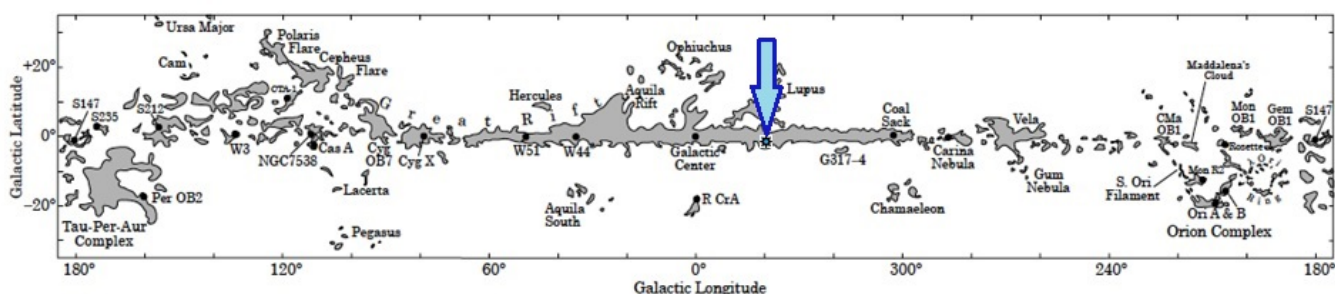 Ursa Major
Polaris
Flare
Cepheus
Flare
Cam
CTA-1
Ophiuchus
Lupus
Maddalena's
Cloud
+20°
0°
−20°
Galactic Latitude
S147
S235
S212
W3
NGC7538
Cas A
Cyg
OB7
Cyg X
Lacerta
Great Rift
Hercules
W51
W44
Aquila
Rift
Galactic
Center
G317−4
Coal
Sack
Carina
Nebula
Vela
Gum
Nebula
CMa
OB1
Mon
OB1
Gem
OB1
S147
Rosette
Mon R2
S. Ori
Filament
Ori Ring
Ori A & B
Orion Complex
Per OB2
Tau-Per-Aur
Complex
Pegasus
Aquila
South
R CrA
Chamaeleon
180° 120° 60° 0° 300° 240° 180°
Galactic Longitude